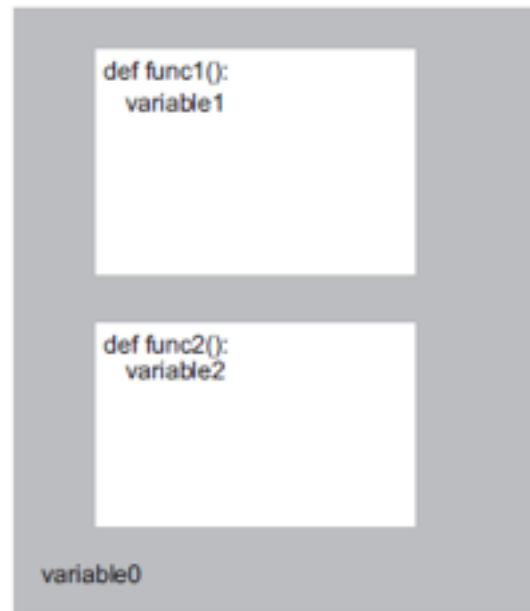 def func1():
variable1
def func2():
variable2
variable0